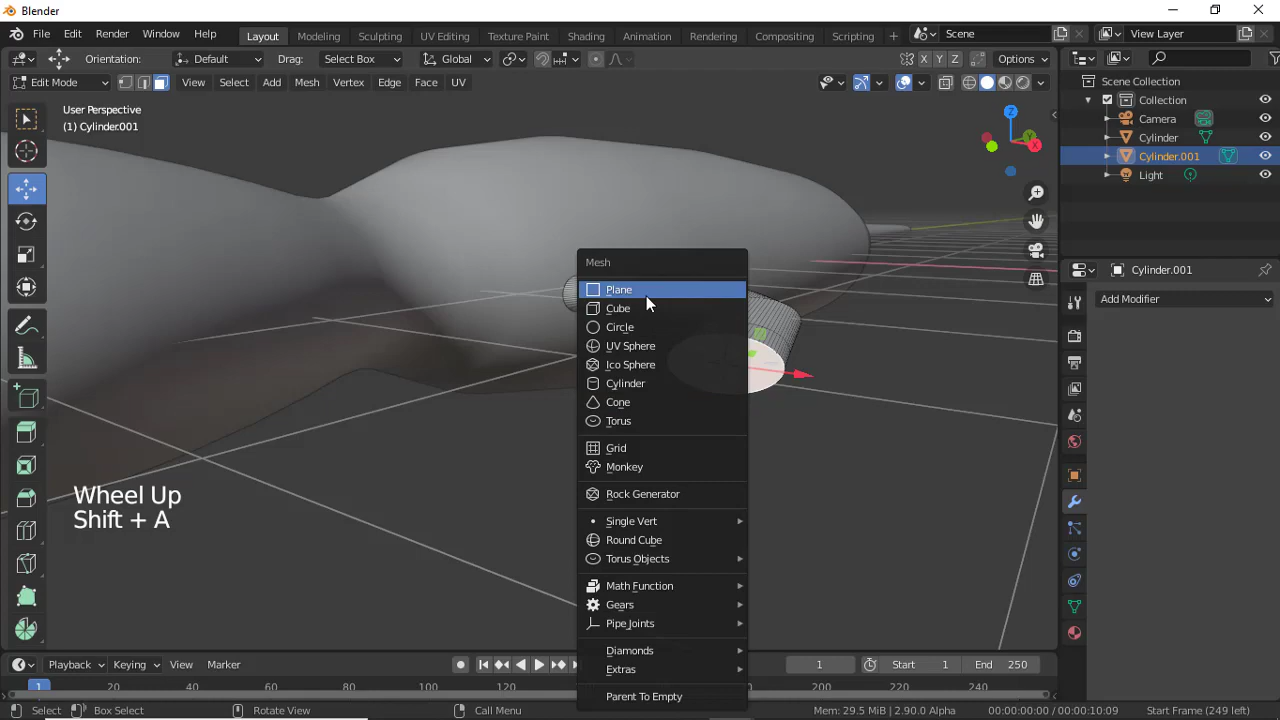 Blender
File Edit Render Window Help Layout Modeling Sculpting UV Editing Texture Paint Shading Animation Rendering Compositing Scripting Scene View Layer
Orientation: Default Drag: Select Box Global X Y Z Options
Edit Mode View Select Add Mesh Vertex Edge Face UV
User Perspective
(1) Cylinder.001
Z
Y
X
Scene Collection
Collection
Camera
Cylinder
Cylinder.001
Light
Cylinder.001
Add Modifier
Mesh
Plane
Cube
Circle
UV Sphere
Ico Sphere
Cylinder
Cone
Torus
Grid
Monkey
Rock Generator
Single Vert
Round Cube
Torus Objects
Math Function
Gears
Pipe Joints
Diamonds
Extras
Parent To Empty
Wheel Up
Shift + A
Playback Keying View Marker 1 Start 1 End 250
1 20 40 60 80 100 120 200 220 240
Select Box Select Rotate View Call Menu Mem: 29.5 MiB | 2.90.0 Alpha 00:00:00:00 / 00:00:10:09 Start Frame (249 left)